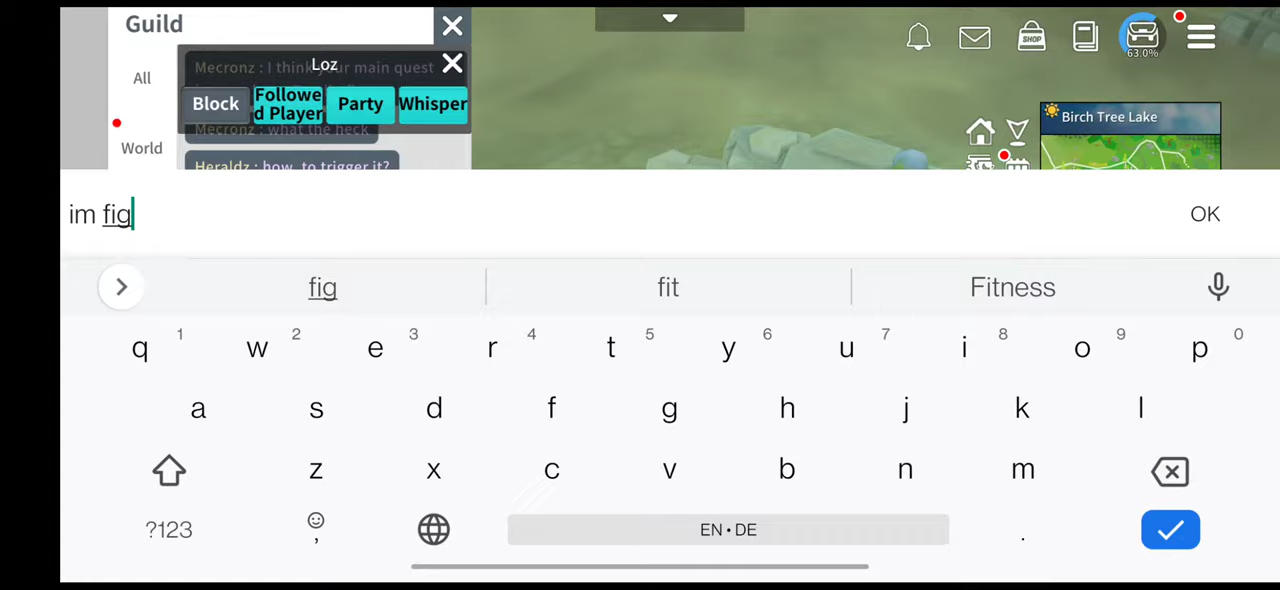 Guild
Mecronz : I think your main quest
Loz
All
Block
Followe
d Player
Party
Whisper
Mecronz : what the heck
World
Heraldz : how to trigger it?
SHOP
63.0%
Birch Tree Lake
im fig
OK
fig
fit
Fitness
q 1 w 2 e 3 r 4 t 5 y 6 u 7 i 8 o 9 p 0
a s d f g h j k l
z x c v b n m
?123 , EN • DE .